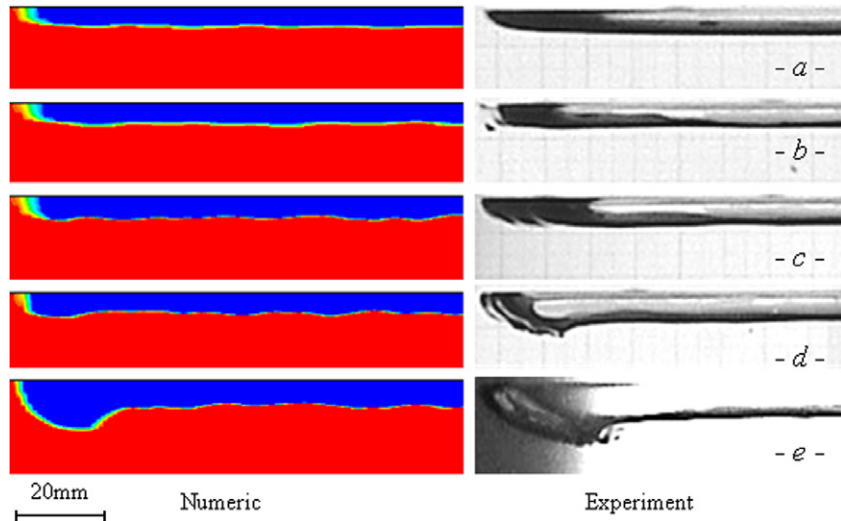 - a -
- b -
- c -
- d -
- e -
20mm
Numeric Experiment